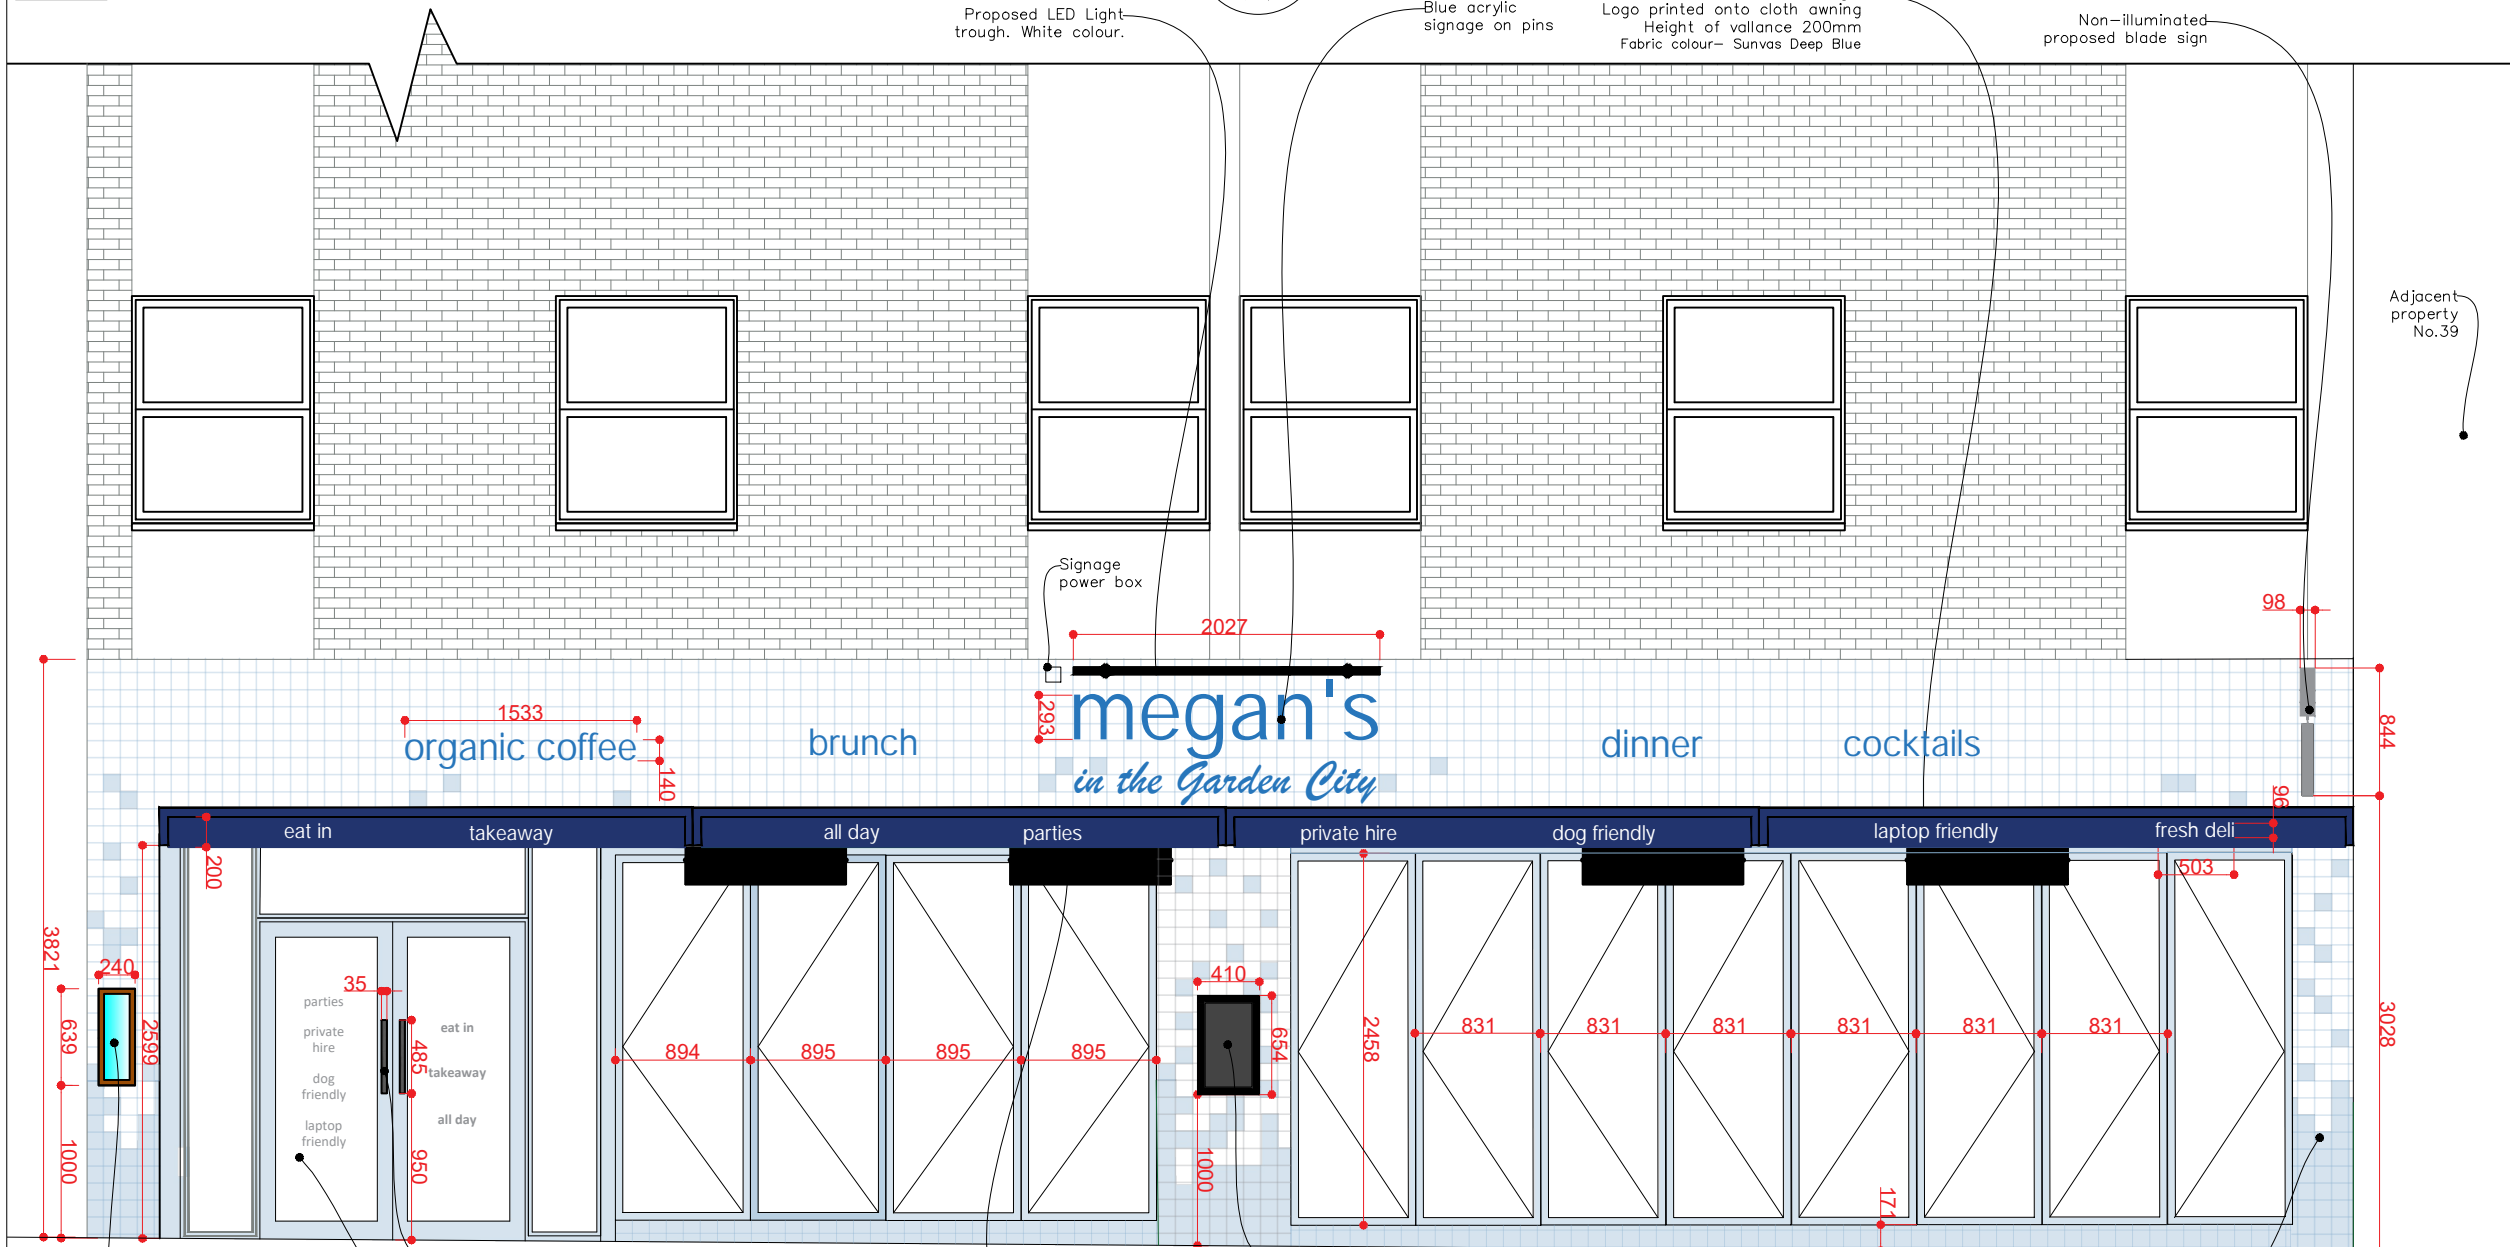 Proposed LED Light
trough. White colour.
Blue acrylic
signage on pins
Logo printed onto cloth awning
Height of vallance 200mm
Fabric colour- Sunvas Deep Blue
Non-illuminated
proposed blade sign
Adjacent
property
No.39
Signage
power box
98
2027
1533
293
megan's
organic coffee
brunch
dinner
cocktails
844
140
in the Garden City
96
eat in
takeaway
all day
parties
private hire
dog friendly
laptop friendly
fresh deli
200
503
3821
240
35
410
639
2599
parties
private
hire
dog
friendly
laptop
friendly
485
eat in
takeaway
all day
894
895
895
895
654
2458
831
831
831
831
831
831
3028
1000
950
1000
171